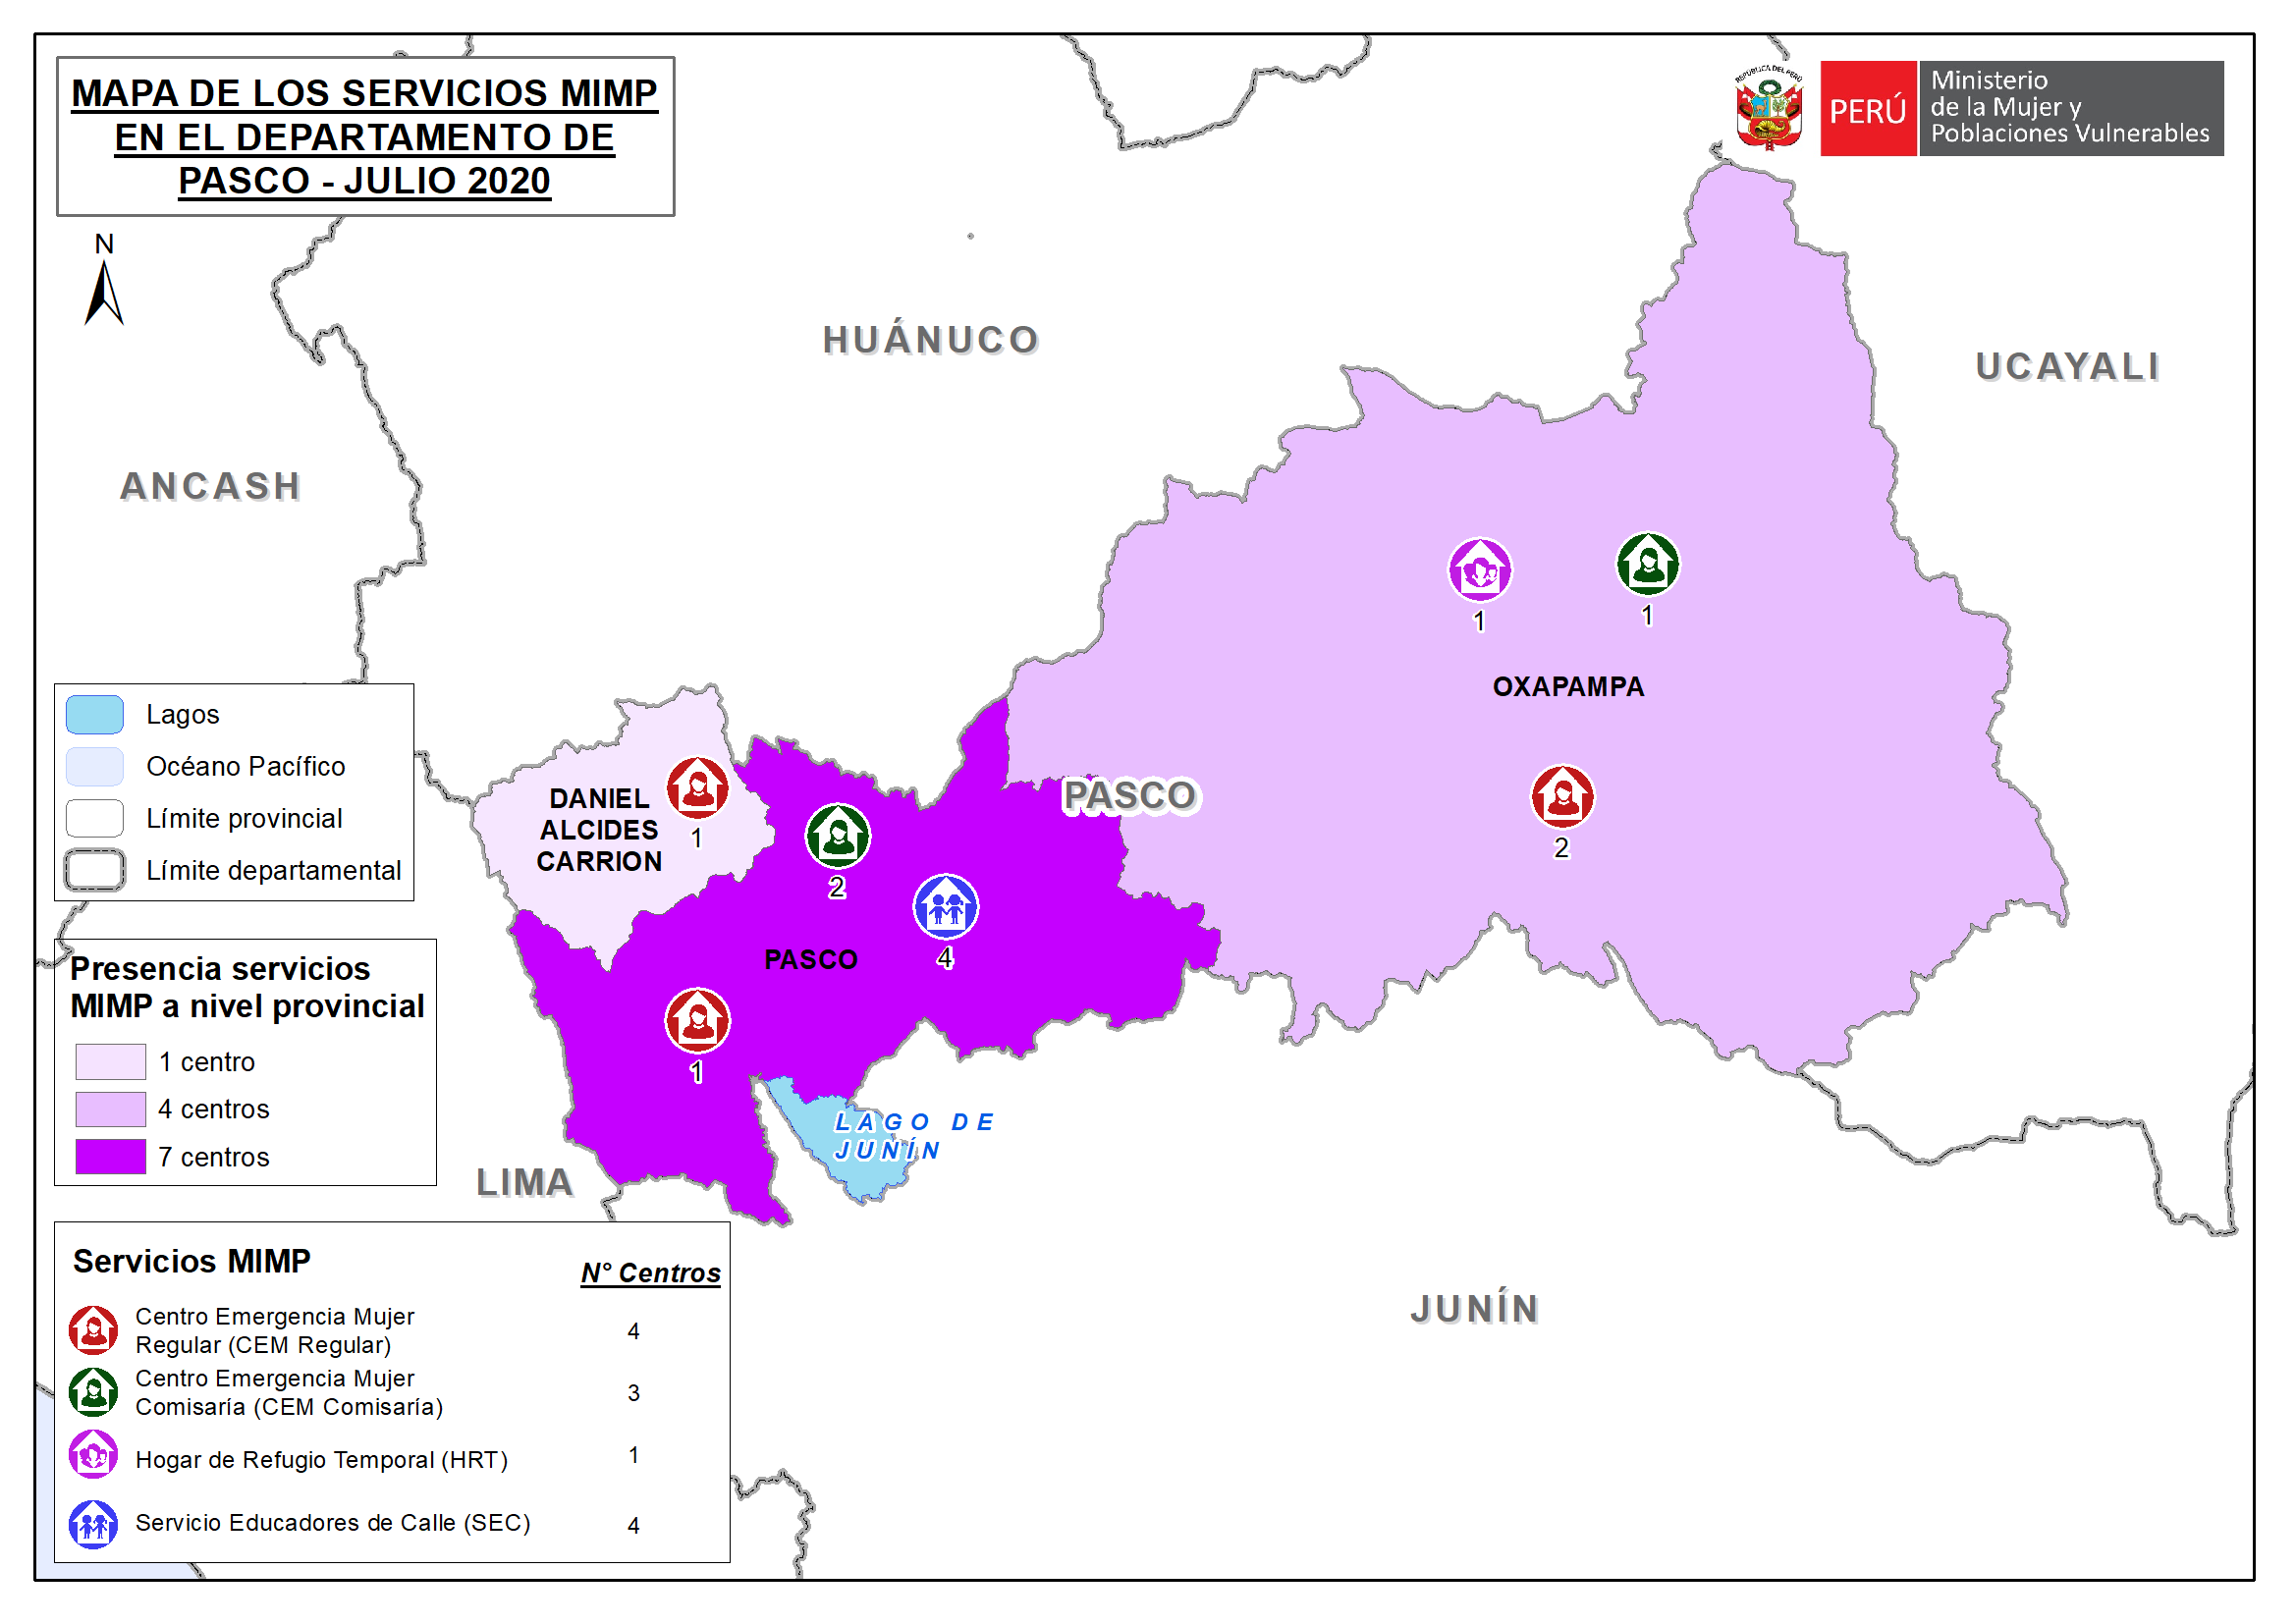 MAPA DE LOS SERVICIOS MIMP
EN EL DEPARTAMENTO DE
PASCO - JULIO 2020
REPÚBLICA DEL PERÚ
PERÚ
Ministerio
de la Mujer y
Poblaciones Vulnerables
N
HUÁNUCO
UCAYALI
ANCASH
1
1
OXAPAMPA
2
PASCO
DANIEL
ALCIDES
CARRION
1
2
4
PASCO
1
LAGO DE
JUNÍN
LIMA
JUNÍN
Lagos
Océano Pacífico
Límite provincial
Límite departamental
Presencia servicios
MIMP a nivel provincial
1 centro
4 centros
7 centros
Servicios MIMP
N° Centros
Centro Emergencia Mujer
Regular (CEM Regular)
4
Centro Emergencia Mujer
Comisaría (CEM Comisaría)
3
Hogar de Refugio Temporal (HRT)
1
Servicio Educadores de Calle (SEC)
4